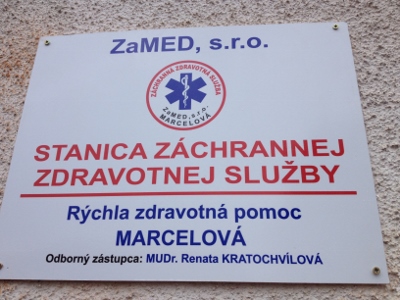 ZaMED, s.r.o.
ZÁCHRANNÁ ZDRAVOTNÁ SLUŽBA
ZaMED, s.r.o.
MARCELOVÁ
STANICA ZÁCHRANNEJ
ZDRAVOTNEJ SLUŽBY
Rýchla zdravotná pomoc
MARCELOVÁ
Odborný zástupca: MUDr. Renata KRATOCHVÍLOVÁ